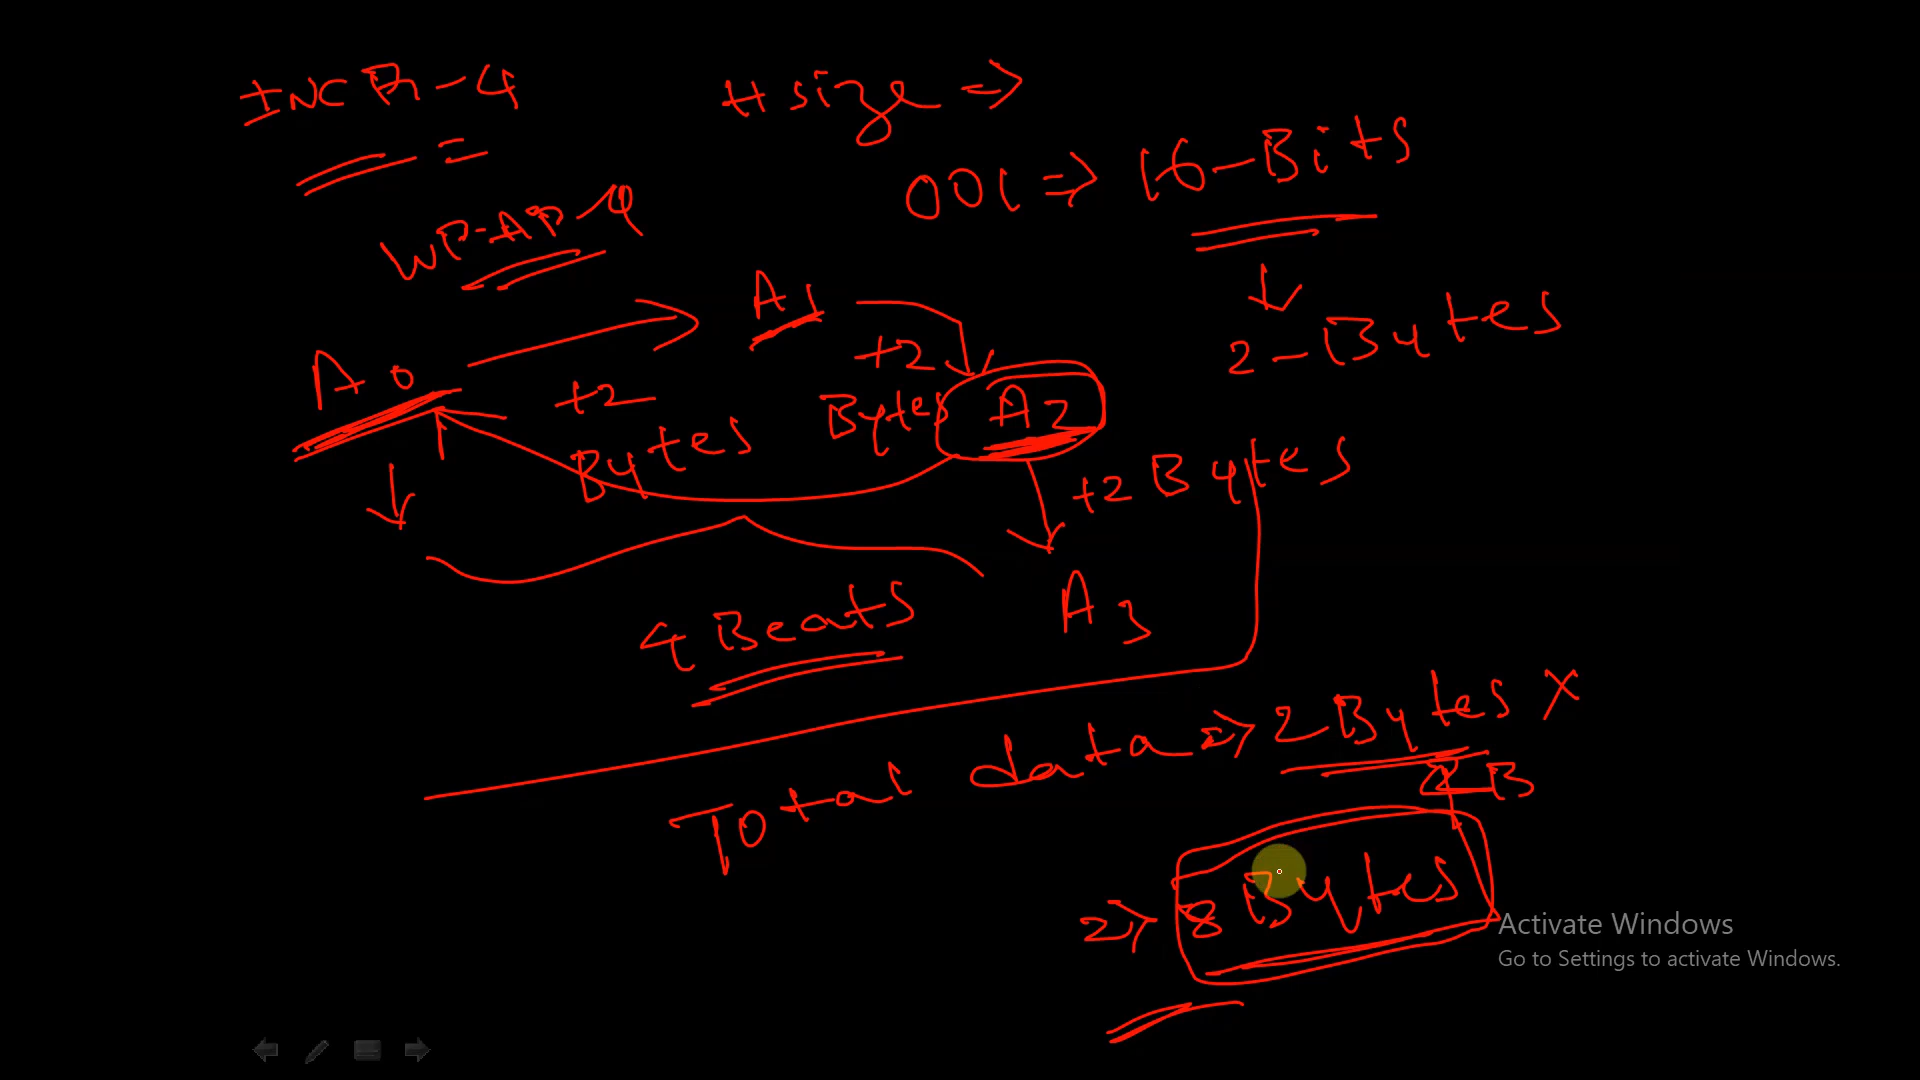 INCR-4
Hsize ⇒
001 ⇒ 16-Bits
WRAP-4
2-Bytes
A0
A1
+2
Bytes
+2
Bytes
A2
+2 Bytes
A3
4 Beats
Total data ⇒ 2 Bytes ×
⇒ 8 Bytes
Activate Windows
Go to Settings to activate Windows.